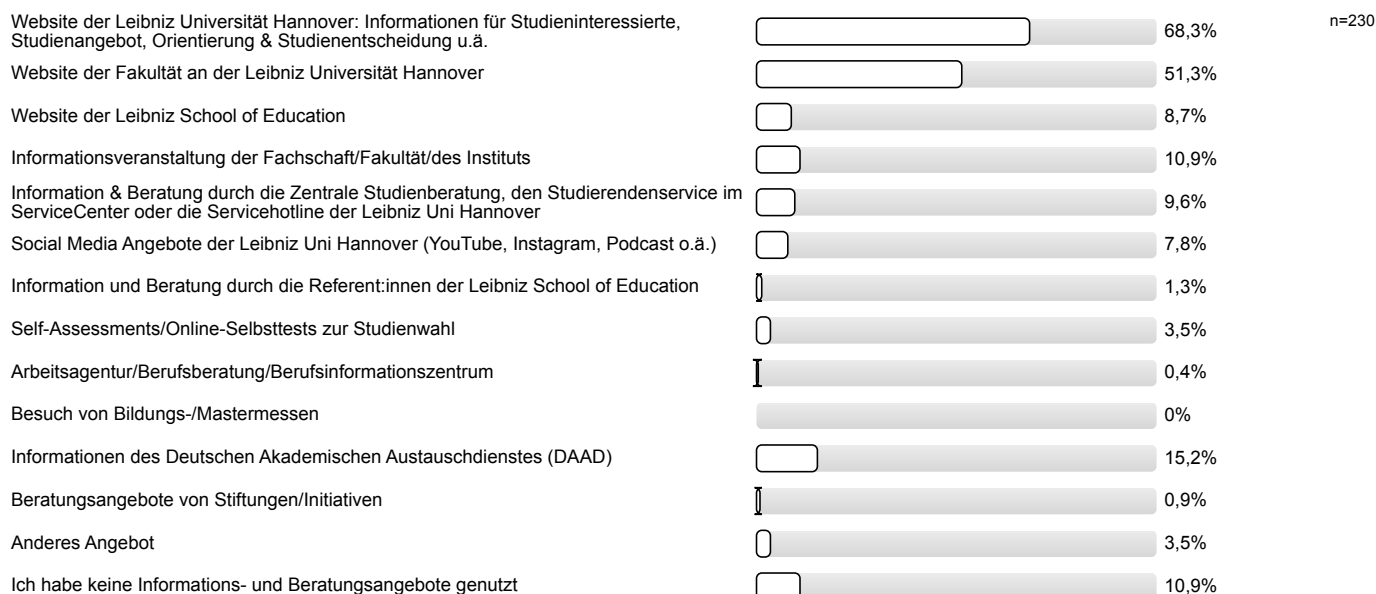 Website der Leibniz Universität Hannover: Informationen für Studieninteressierte,
Studienangebot, Orientierung & Studienentscheidung u.ä.
68,3%
n=230
Website der Fakultät an der Leibniz Universität Hannover
51,3%
Website der Leibniz School of Education
8,7%
Informationsveranstaltung der Fachschaft/Fakultät/des Instituts
10,9%
Information & Beratung durch die Zentrale Studienberatung, den Studierendenservice im
ServiceCenter oder die Servicehotline der Leibniz Uni Hannover
9,6%
Social Media Angebote der Leibniz Uni Hannover (YouTube, Instagram, Podcast o.ä.)
7,8%
Information und Beratung durch die Referent:innen der Leibniz School of Education
1,3%
Self-Assessments/Online-Selbsttests zur Studienwahl
3,5%
Arbeitsagentur/Berufsberatung/Berufsinformationszentrum
0,4%
Besuch von Bildungs-/Mastermessen
0%
Informationen des Deutschen Akademischen Austauschdienstes (DAAD)
15,2%
Beratungsangebote von Stiftungen/Initiativen
0,9%
Anderes Angebot
3,5%
Ich habe keine Informations- und Beratungsangebote genutzt
10,9%